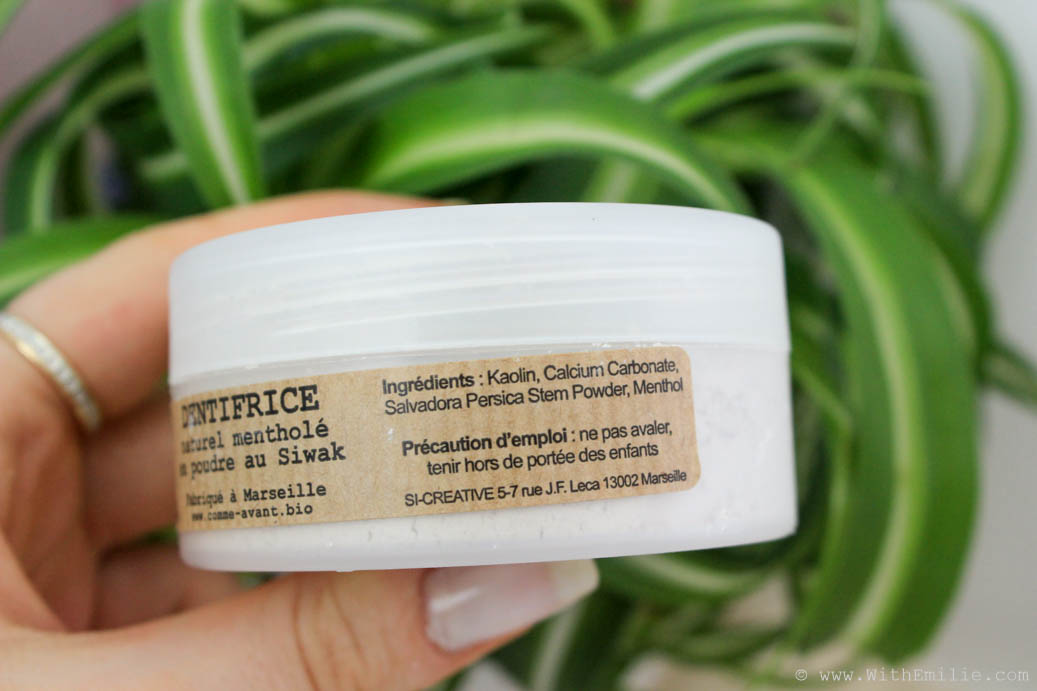 DENTIFRICE
naturel mentholé
en poudre au Siwak
Fabriqué à Marseille
www.comme-avant.bio
Ingrédients : Kaolin, Calcium Carbonate,
Salvadora Persica Stem Powder, Menthol
Précaution d'emploi : ne pas avaler,
tenir hors de portée des enfants
SI-CREATIVE 5-7 rue J.F. Leca 13002 Marseille
© www.WithEmilie.com